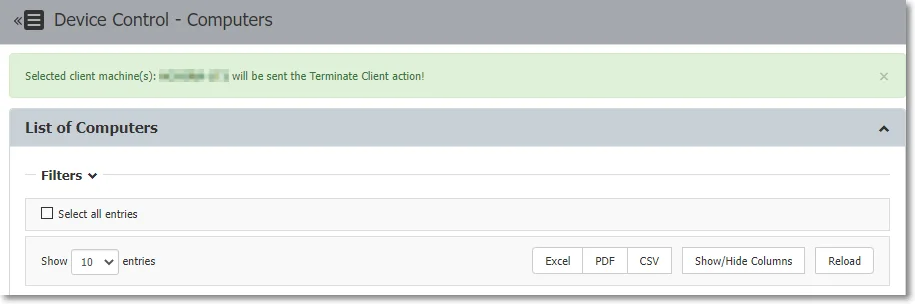 «
Device Control - Computers
Selected client machine(s): will be sent the Terminate Client action!
×
List of Computers
Filters
Select all entries
Show 10 entries Excel PDF CSV Show/Hide Columns Reload